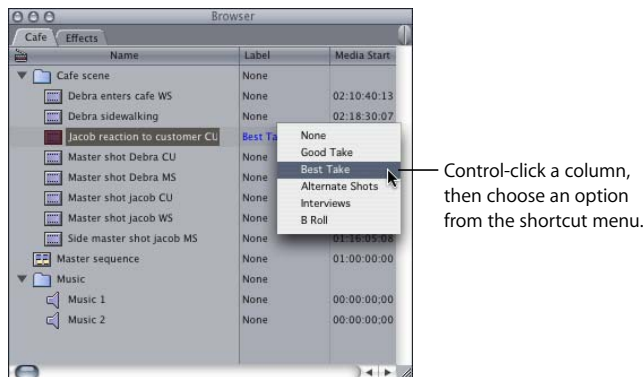 Browser
Cafe Effects
Name Label Media Start
Cafe scene None
Debra enters cafe WS None 02:10:40:13
Debra sidewalking None 02:18:30:07
Jacob reaction to customer CU Best Ta
Master shot Debra CU None
Master shot Debra MS None
Master shot jacob CU None
Master shot jacob WS None
Side master shot jacob MS None 01:16:05:08
Master sequence None 01:00:00:00
Music None
Music 1 None 00:00:00;00
Music 2 None 00:00:00;00
None
Good Take
Best Take
Alternate Shots
Interviews
B Roll
Control-click a column,
then choose an option
from the shortcut menu.